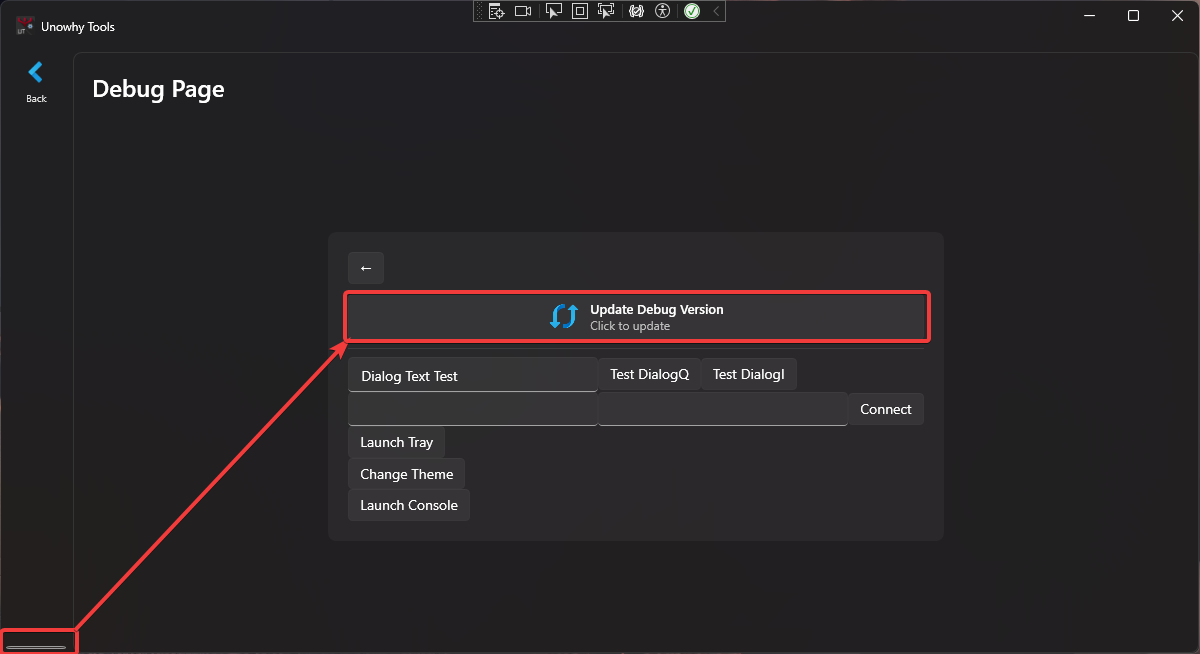 Unowhy Tools
Back
Debug Page
←
Update Debug Version
Click to update
Dialog Text Test
Test DialogQ
Test DialogI
Connect
Launch Tray
Change Theme
Launch Console